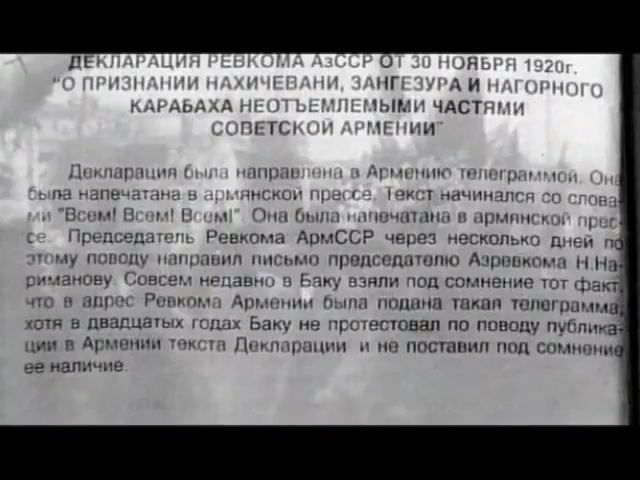 ДЕКЛАРАЦИЯ РЕВКОМА АзССР ОТ 30 НОЯБРЯ 1920г.
"О ПРИЗНАНИИ НАХИЧЕВАНИ, ЗАНГЕЗУРА И НАГОРНОГО
КАРАБАХА НЕОТЪЕМЛЕМЫМИ ЧАСТЯМИ
СОВЕТСКОЙ АРМЕНИИ"
Декларация была направлена в Армению телеграммой. Она
была напечатана в армянской прессе. Текст начинался со слова-
ми "Всем! Всем! Всем!". Она была напечатана в армянской прес-
се. Председатель Ревкома АрмССР через несколько дней по
этому поводу направил письмо председателю Азревкома Н.На-
риманову. Совсем недавно в Баку взяли под сомнение тот факт,
что в адрес Ревкома Армении была подана такая телеграмма,
хотя в двадцатых годах Баку не протестовал по поводу публика-
ции в Армении текста Декларации и не поставил под сомнение
ее наличие.